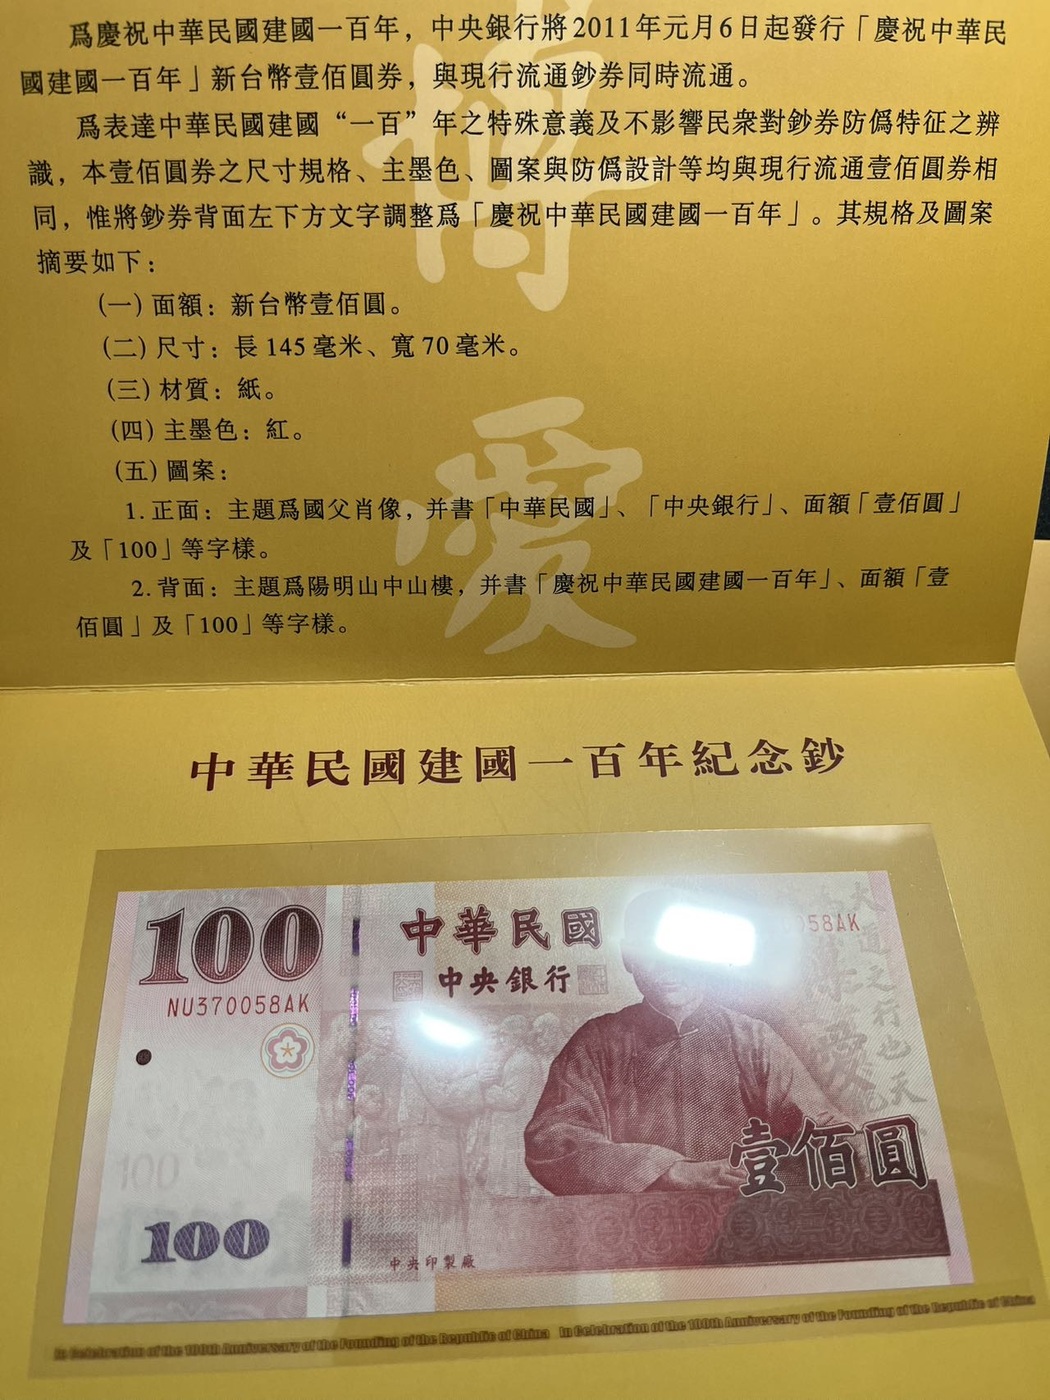 爲慶祝中華民國建國一百年，中央銀行將2011年元月6日起發行「慶祝中華民
國建國一百年」新台幣壹佰圓券，與現行流通鈔券同時流通。
爲表達中華民國建國“一百”年之特殊意義及不影響民衆對鈔券防僞特征之辨
識，本壹佰圓券之尺寸規格、主墨色、圖案與防僞設計等均與現行流通壹佰圓券相
同，惟將鈔券背面左下方文字調整爲「慶祝中華民國建國一百年」。其規格及圖案
摘要如下：
(一) 面額：新台幣壹佰圓。
(二) 尺寸：長145毫米、寬70毫米。
(三) 材質：紙。
(四) 主墨色：紅。
(五) 圖案：
1. 正面：主題爲國父肖像，并書「中華民國」、「中央銀行」、面額「壹佰圓」
及「100」等字樣。
2. 背面：主題爲陽明山中山樓，并書「慶祝中華民國建國一百年」、面額「壹
佰圓」及「100」等字樣。
博
愛
中華民國建國一百年紀念鈔
100
中華民國
中央銀行
NU370058AK
58AK
大道之行也天
壹佰圓
100
100
中央印製廠
In Celebration of the 100th Anniversary of the Founding of the Republic of China In Celebration of the 100th Anniversary of the Founding of the Republic of China